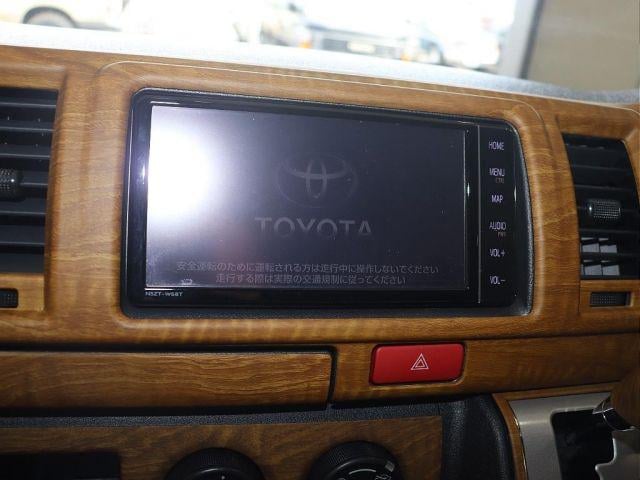 TOYOTA
安全運転のために運転される方は走行中に操作しないでください
走行する際は実際の交通規制に従ってください
NSZT-W68T
HOME
MENU
MAP
AUDIO
VOL+
VOL-